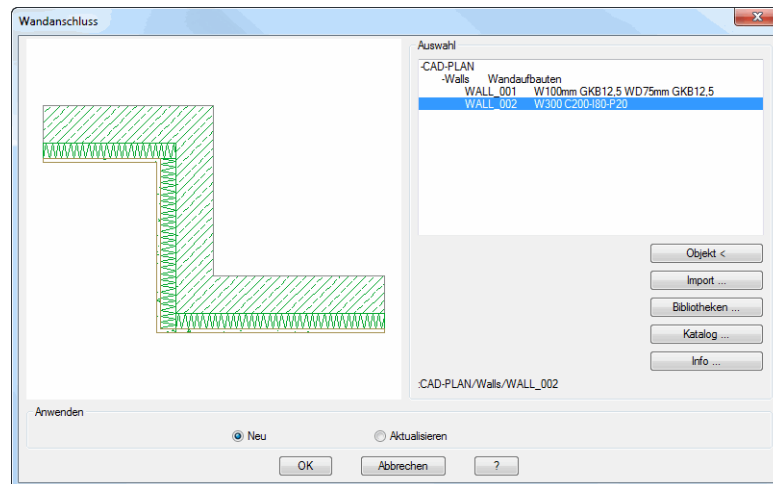 Wandanschluss
Auswahl
-CAD-PLAN
-Walls Wandaufbauten
WALL_001 W100mm GKB12,5 WD75mm GKB12,5
WALL_002 W300 C200-I80-P20
Objekt <
Import ...
Bibliotheken ...
Katalog ...
Info ...
:CAD-PLAN/Walls/WALL_002
Anwenden
Neu
Aktualisieren
OK
Abbrechen
?